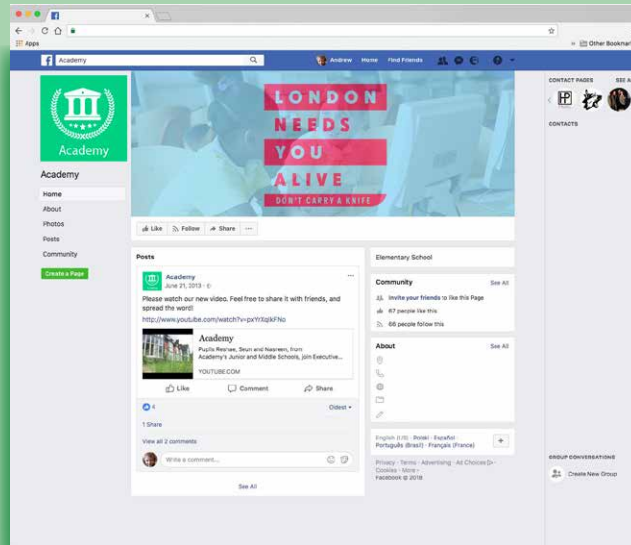 Apps
Other Bookmar
Academy
Andrew Home Find Friends
Academy
Academy
Home
About
Photos
Posts
Community
Create a Page
LONDON
NEEDS
YOU
ALIVE
DON'T CARRY A KNIFE
Like Follow Share
Posts
Academy
June 21, 2013
Please watch our new video. Feel free to share it with friends, and
spread the word!
Academy
Pupils Reshae, Seun and Nasreen, from
Academy's Junior and Middle Schools, join Executive...
YOUTUBE.COM
Like Comment Share
Oldest
1 Share
View all 2 comments
Write a comment...
See All
Elementary School
Community See All
Invite your friends to like this Page
67 people like this
66 people follow this
About See All
English (US) · Polski · Español ·
Português (Brasil) · Français (France)
Privacy · Terms · Advertising · Ad Choices ·
Cookies · More ·
Facebook © 2018
CONTACT PAGES SEE A
CONTACTS
GROUP CONVERSATIONS
Create New Group